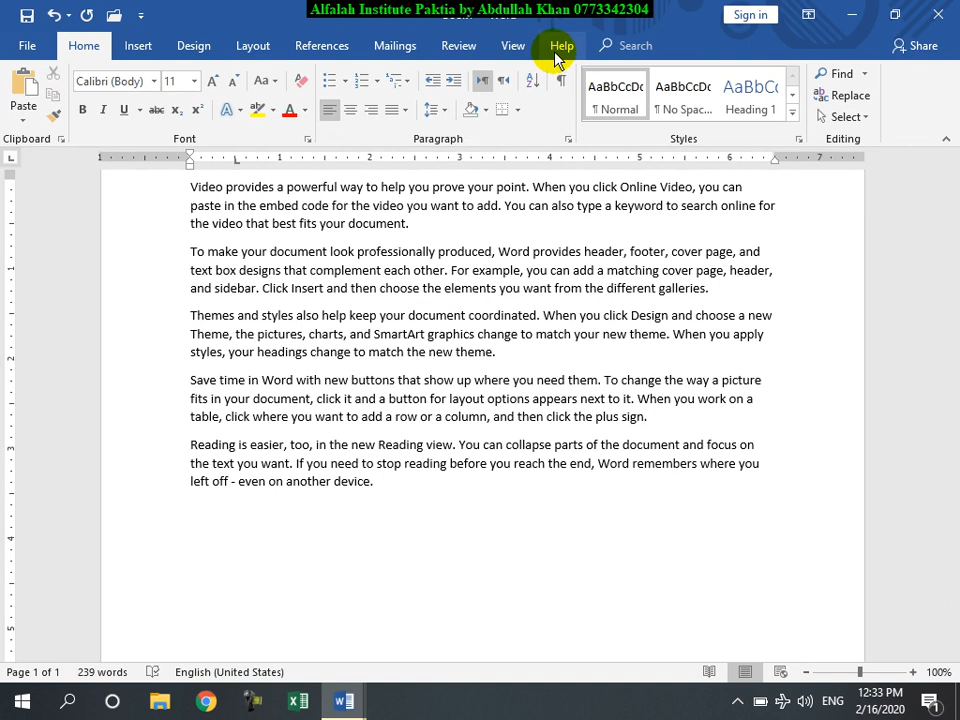 Alfalah Institute Paktia by Abdullah Khan 0773342304
Sign in
File Home Insert Design Layout References Mailings Review View Help Search Share
Calibri (Body) 11 Aa
AaBbCcDc AaBbCcDc AaBbCc
Find
Paste
B I U abc x₂ x² A A
¶ Normal ¶ No Spac... Heading 1
Replace
Select
Clipboard Font Paragraph Styles Editing
1 1 2 3 4 5 6 7
Video provides a powerful way to help you prove your point. When you click Online Video, you can
paste in the embed code for the video you want to add. You can also type a keyword to search online for
the video that best fits your document.
To make your document look professionally produced, Word provides header, footer, cover page, and
text box designs that complement each other. For example, you can add a matching cover page, header,
and sidebar. Click Insert and then choose the elements you want from the different galleries.
Themes and styles also help keep your document coordinated. When you click Design and choose a new
Theme, the pictures, charts, and SmartArt graphics change to match your new theme. When you apply
styles, your headings change to match the new theme.
Save time in Word with new buttons that show up where you need them. To change the way a picture
fits in your document, click it and a button for layout options appears next to it. When you work on a
table, click where you want to add a row or a column, and then click the plus sign.
Reading is easier, too, in the new Reading view. You can collapse parts of the document and focus on
the text you want. If you need to stop reading before you reach the end, Word remembers where you
left off - even on another device.
Page 1 of 1 239 words English (United States) 100%
ENG
12:33 PM
2/16/2020
1